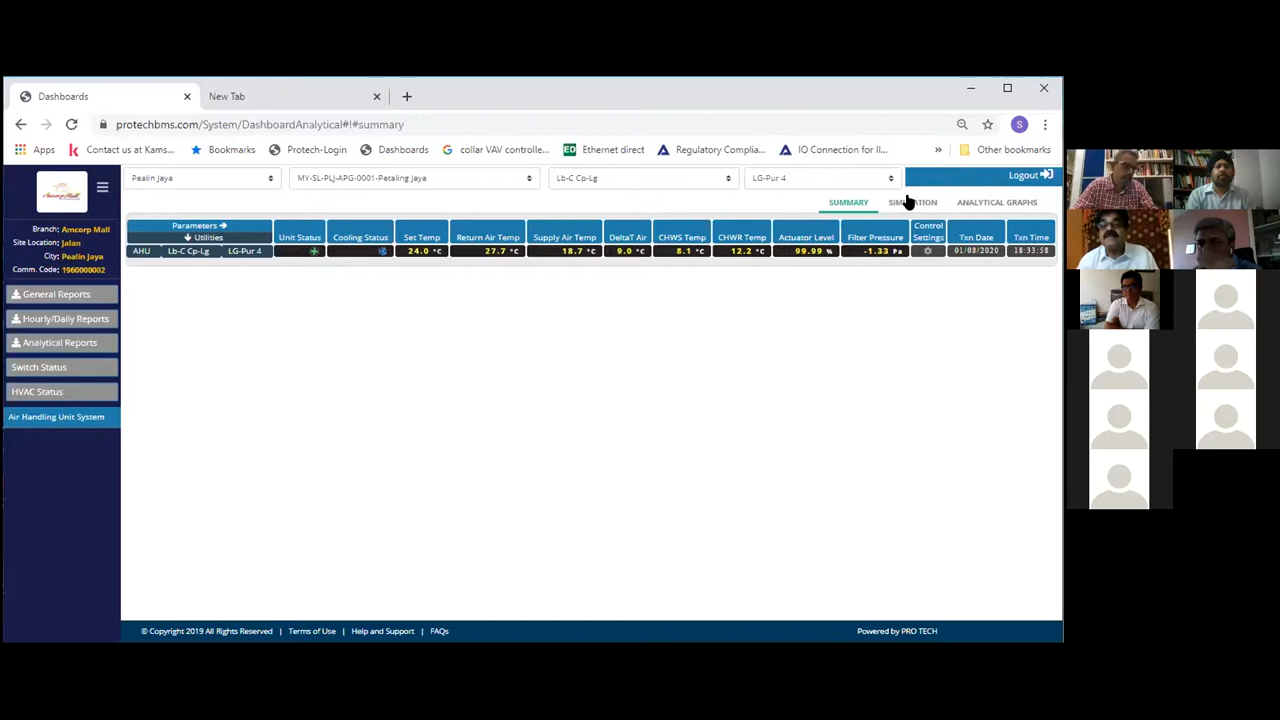 Dashboards
New Tab
protechbms.com/System/DashboardAnalytical#!#summary
Apps Contact us at Kams... Bookmarks Protech-Login Dashboards collar VAV controlle... ED Ethernet direct Regulatory Complia... IO Connection for II... » Other bookmarks
Amcorp Mall
Branch: Amcorp Mall
Site Location: Jalan
City: Pealin Jaya
Comm. Code: 1960000002
General Reports
Hourly/Daily Reports
Analytical Reports
Switch Status
HVAC Status
Air Handling Unit System
Pealin Jaya MY-SL-PLJ-APG-0001-Petaling Jaya Lb-C Cp-Lg LG-Pur 4 Logout
SUMMARY ANALYTICAL GRAPHS
Parameters
Utilities Unit Status Cooling Status Set Temp Return Air Temp Supply Air Temp DeltaT Air CHWS Temp CHWR Temp Actuator Level Filter Pressure Control Settings Txn Date Txn Time
AHU Lb-C Cp-Lg LG-Pur 4 24.0 °C 27.7 °C 18.7 °C 9.0 °C 8.1 °C 12.2 °C 99.99 % -1.33 Pa 01/08/2020 18:33:58
© Copyright 2019 All Rights Reserved | Terms of Use | Help and Support | FAQs Powered by PRO TECH